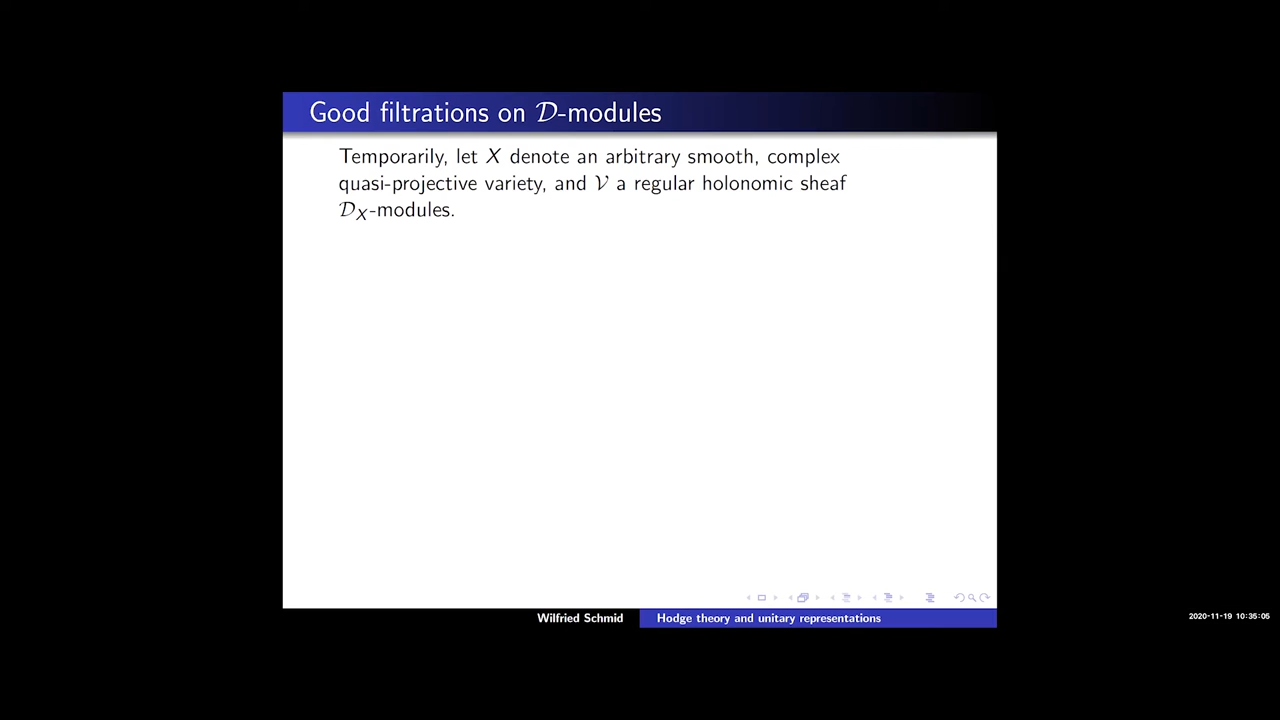 Good filtrations on 𝒟-modules
Temporarily, let X denote an arbitrary smooth, complex
quasi-projective variety, and 𝒱 a regular holonomic sheaf
𝒟_X-modules.
Wilfried Schmid
Hodge theory and unitary representations
2020-11-19 10:35:05